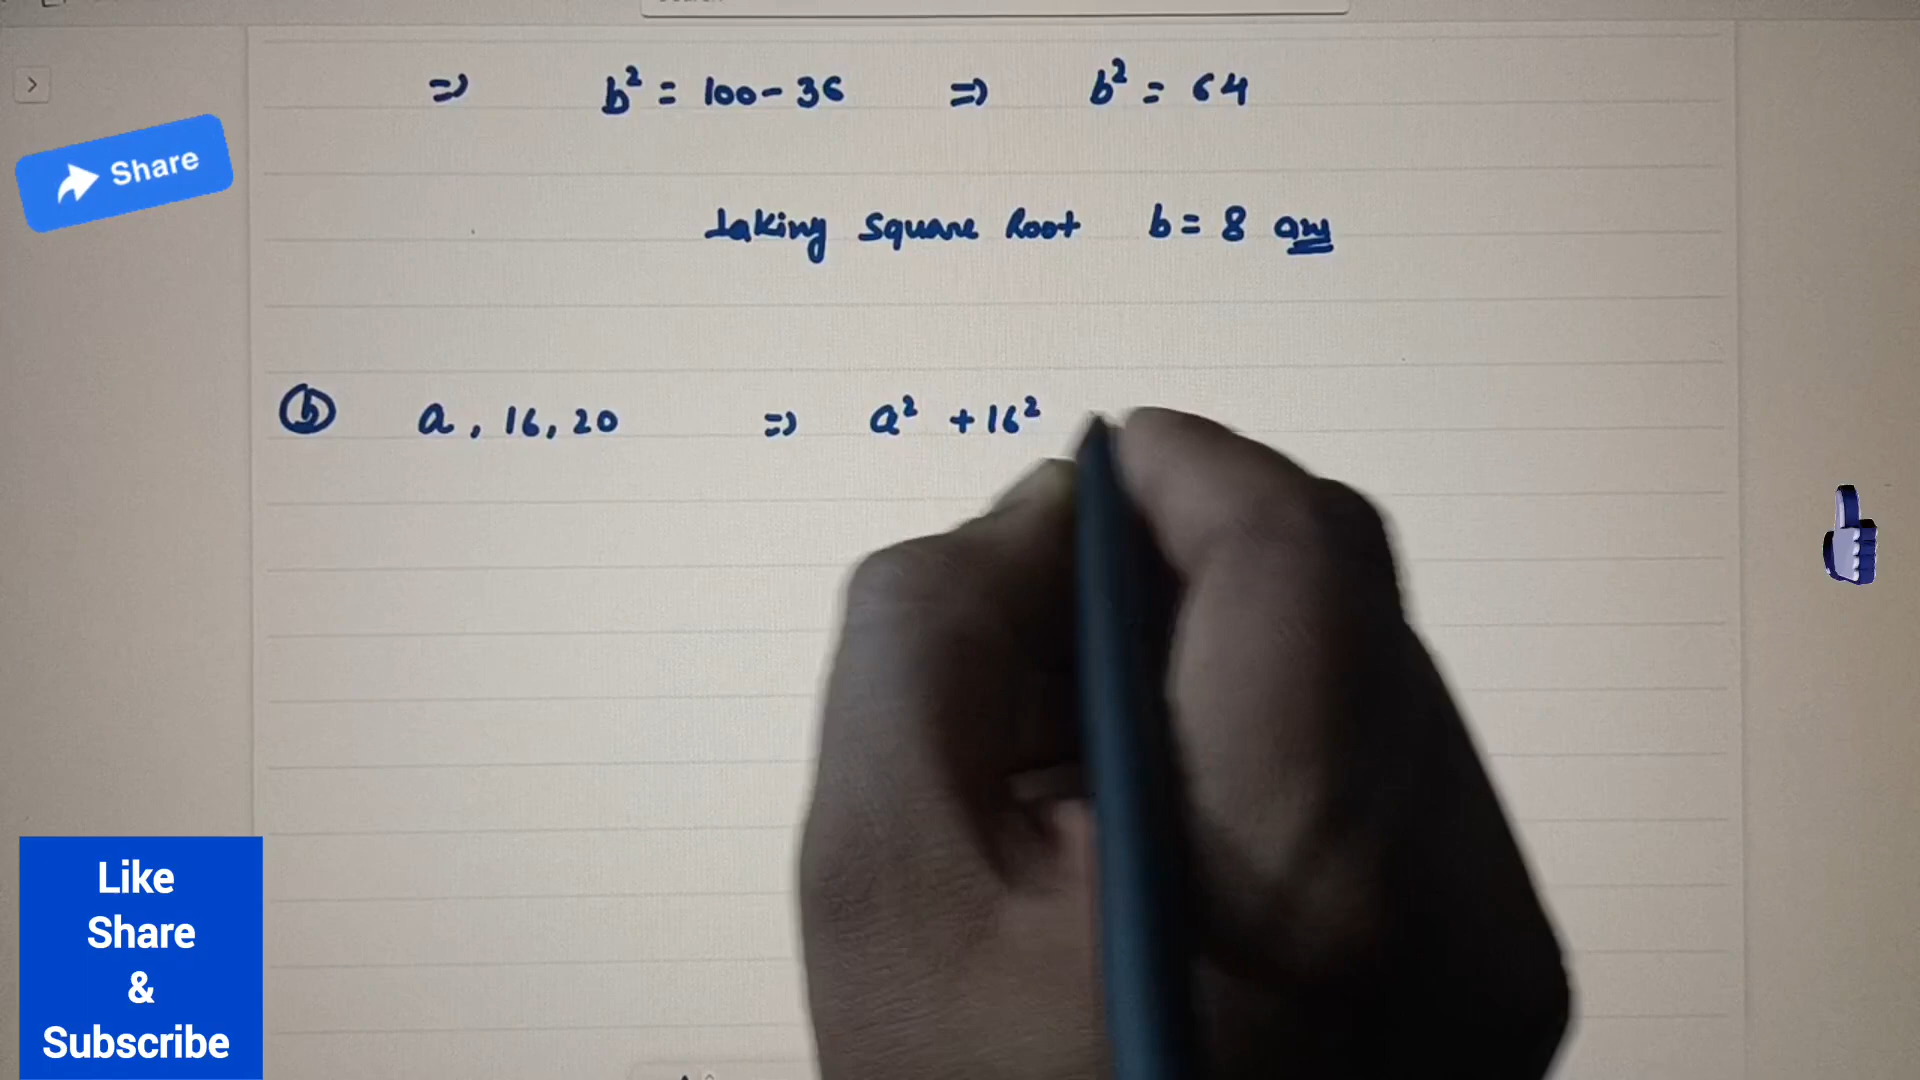 => b² = 100 - 36 => b² = 64
Share
taking Square Root b = 8 ans
(b) a, 16, 20 => a² + 16²
Like
Share
&
Subscribe